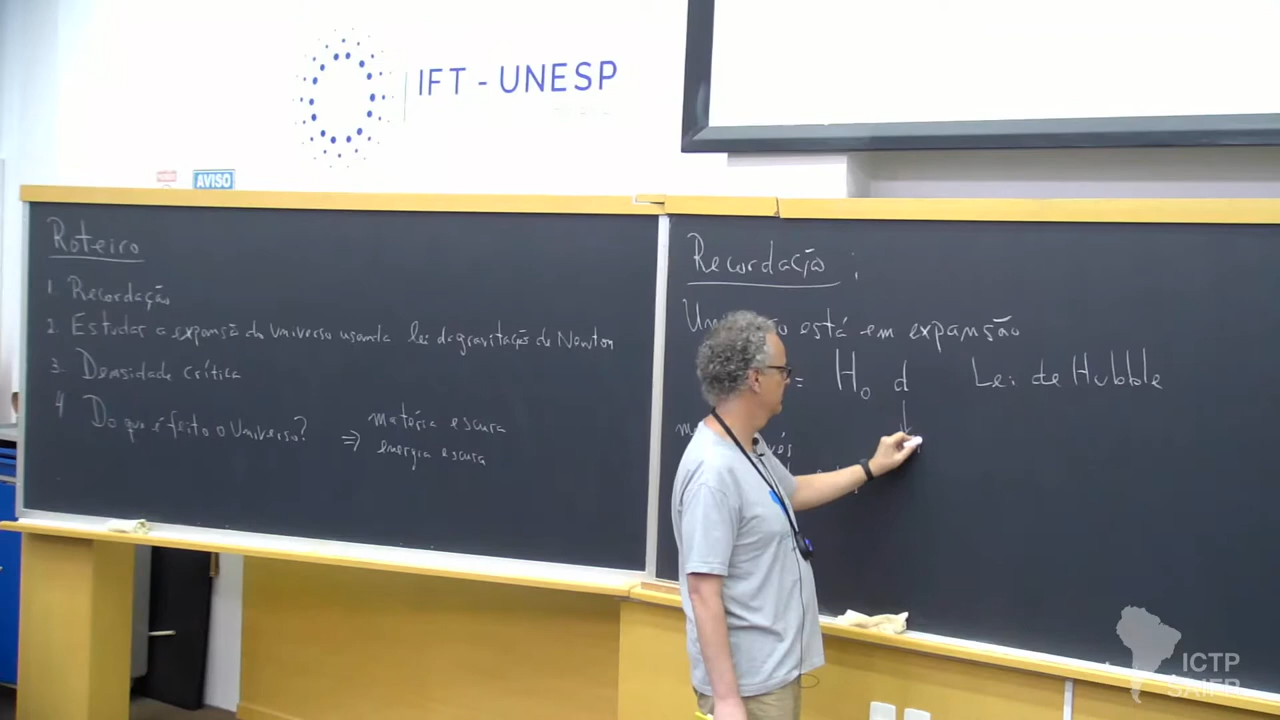 IFT - UNESP
AVISO
Roteiro
1. Recordação
2. Estudar a expansão do Universo usando lei da gravitação de Newton
3. Densidade crítica
4 Do que é feito o Universo? ⇒ matéria escura
energia escura
Recordação :
está em expansão
= H₀ d Lei de Hubble
ICTP
SAIFR